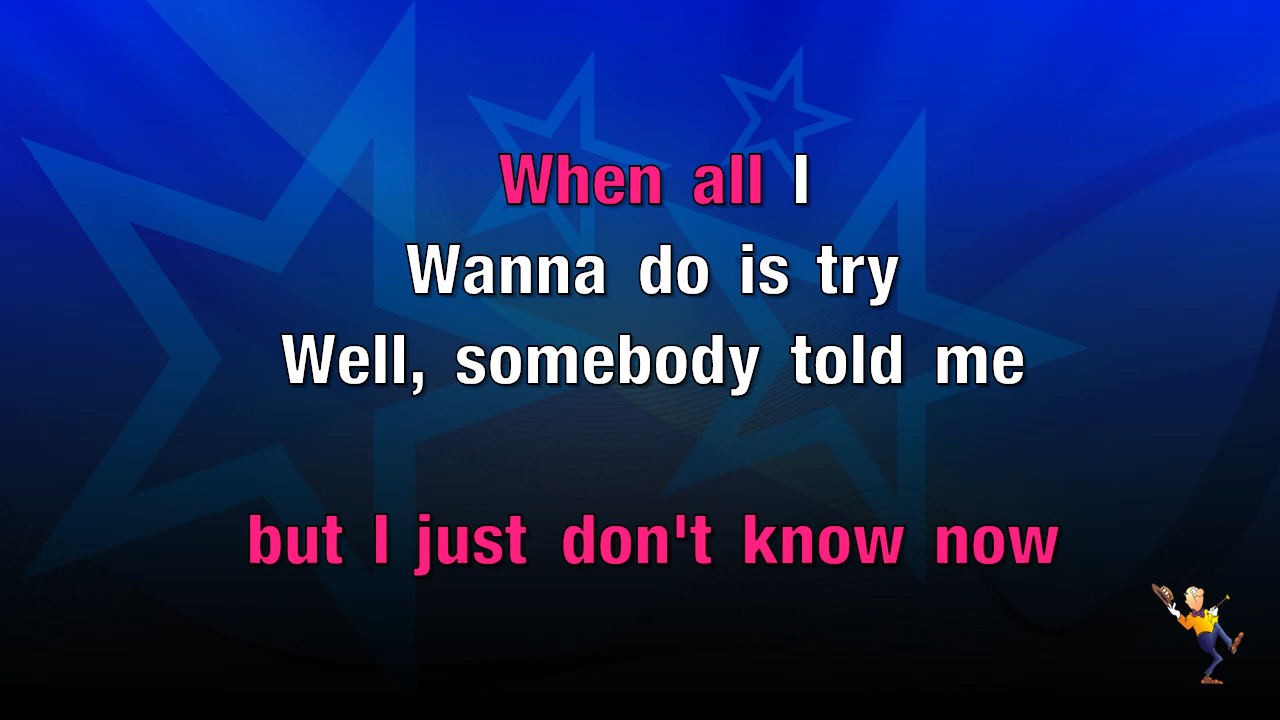 When all I
Wanna do is try
Well, somebody told me
but I just don't know now